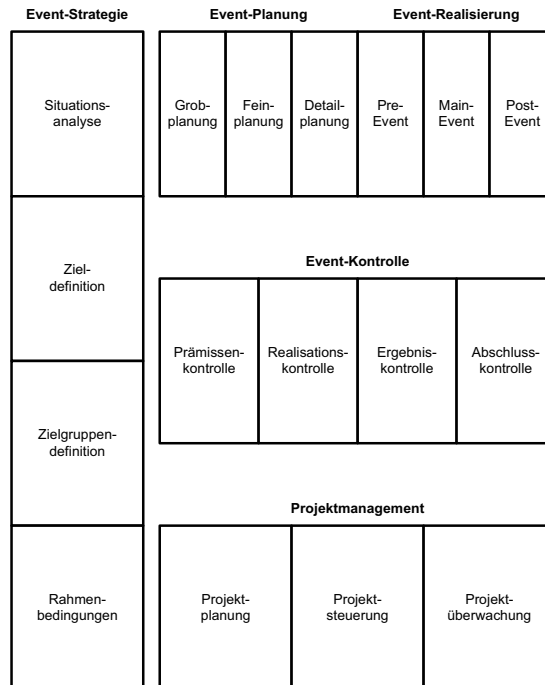 Event-Strategie
Situations-
analyse
Ziel-
definition
Zielgruppen-
definition
Rahmen-
bedingungen
Event-Planung
Event-Realisierung
Grob-
planung
Fein-
planung
Detail-
planung
Pre-
Event
Main-
Event
Post-
Event
Event-Kontrolle
Prämissen-
kontrolle
Realisations-
kontrolle
Ergebnis-
kontrolle
Abschluss-
kontrolle
Projektmanagement
Projekt-
planung
Projekt-
steuerung
Projekt-
überwachung